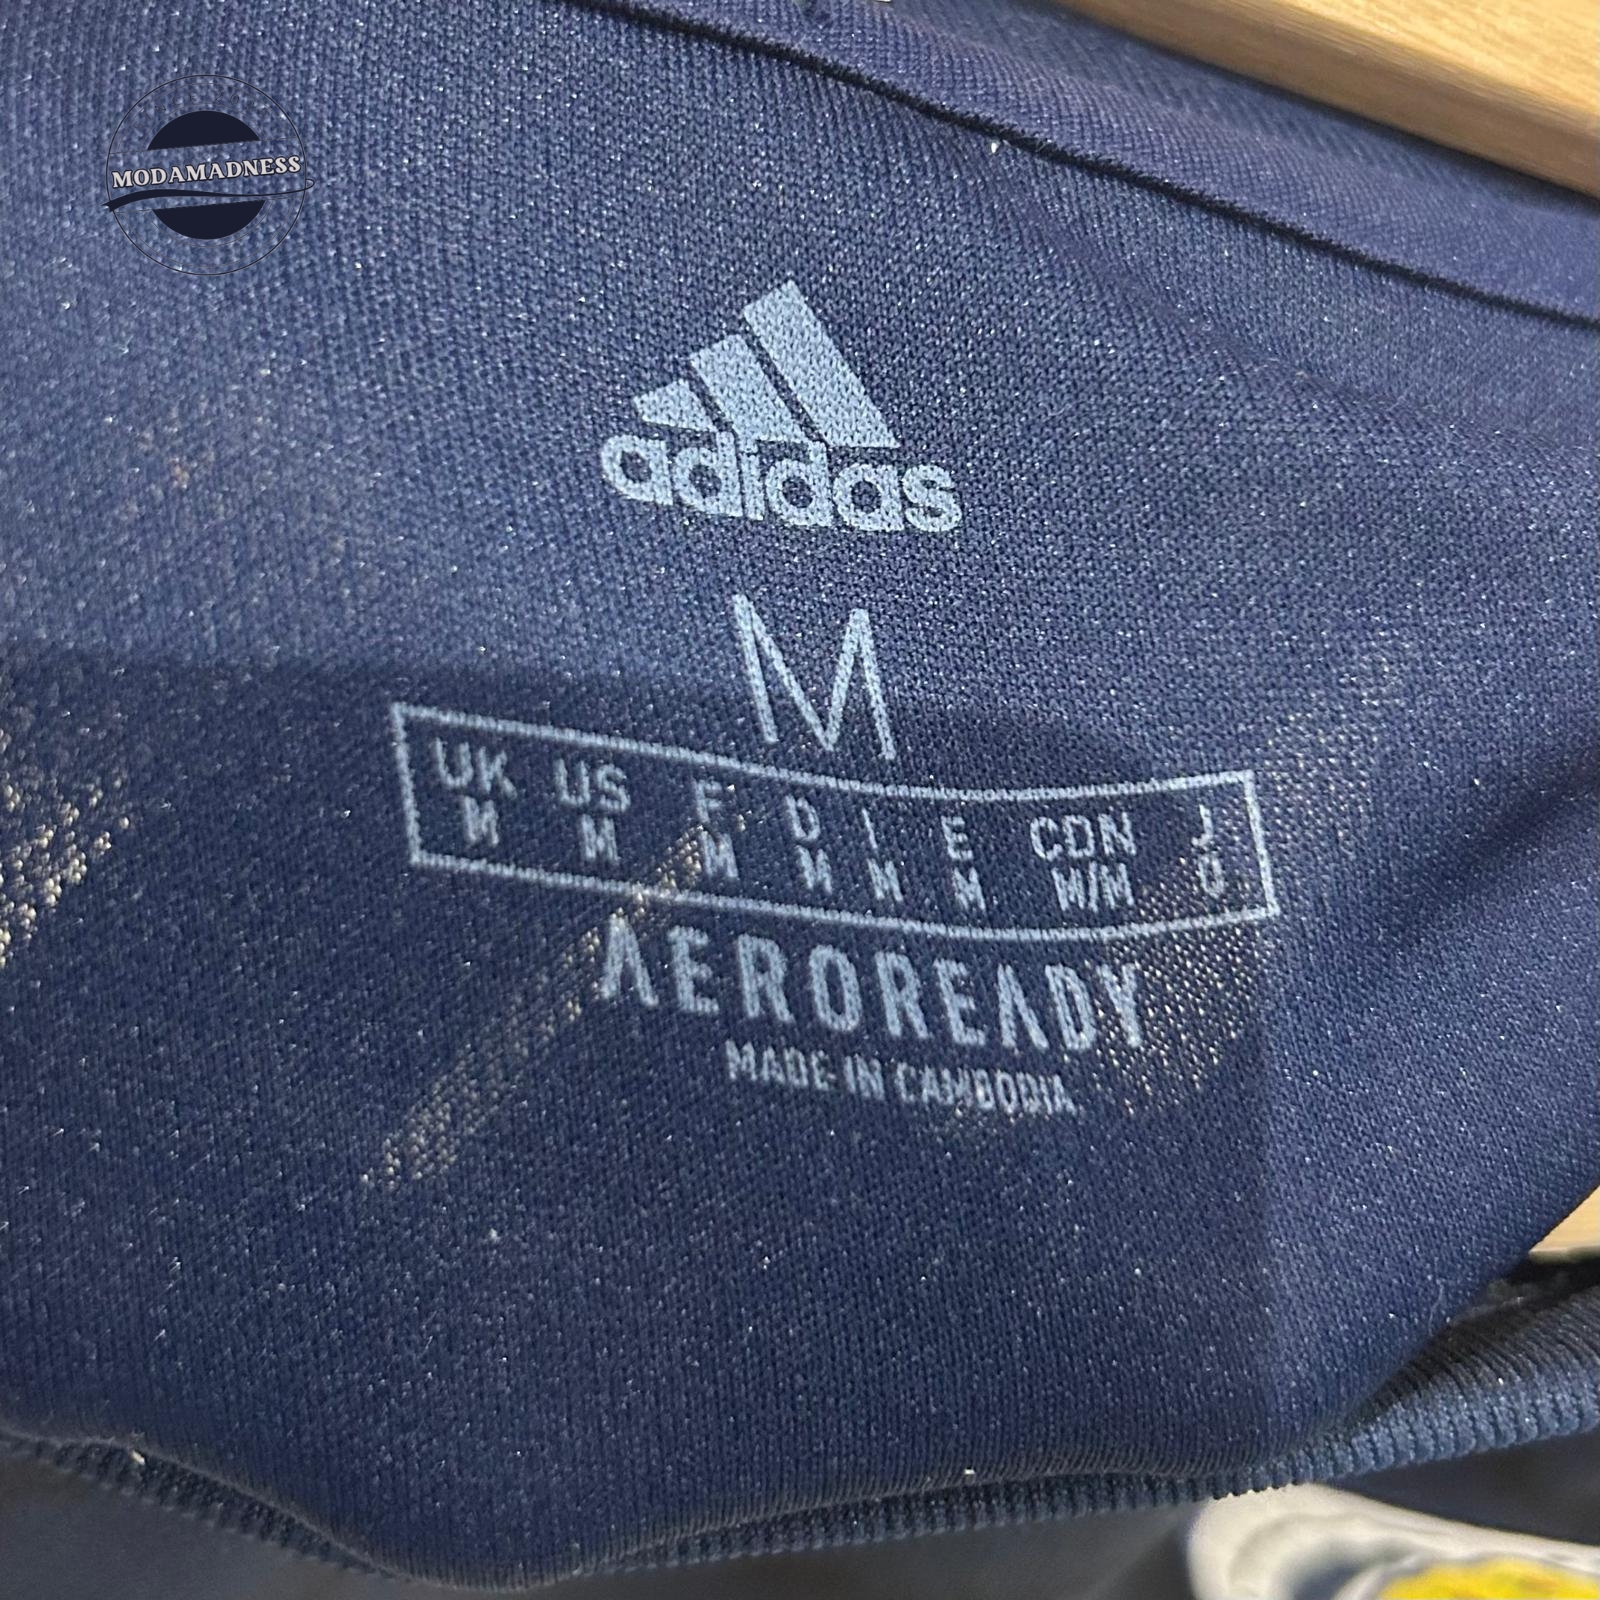 MODAMADNESS
adidas
M
UK US F D I E CDN J
M M M M M M M/M O
AEROREADY
MADE IN CAMBODIA